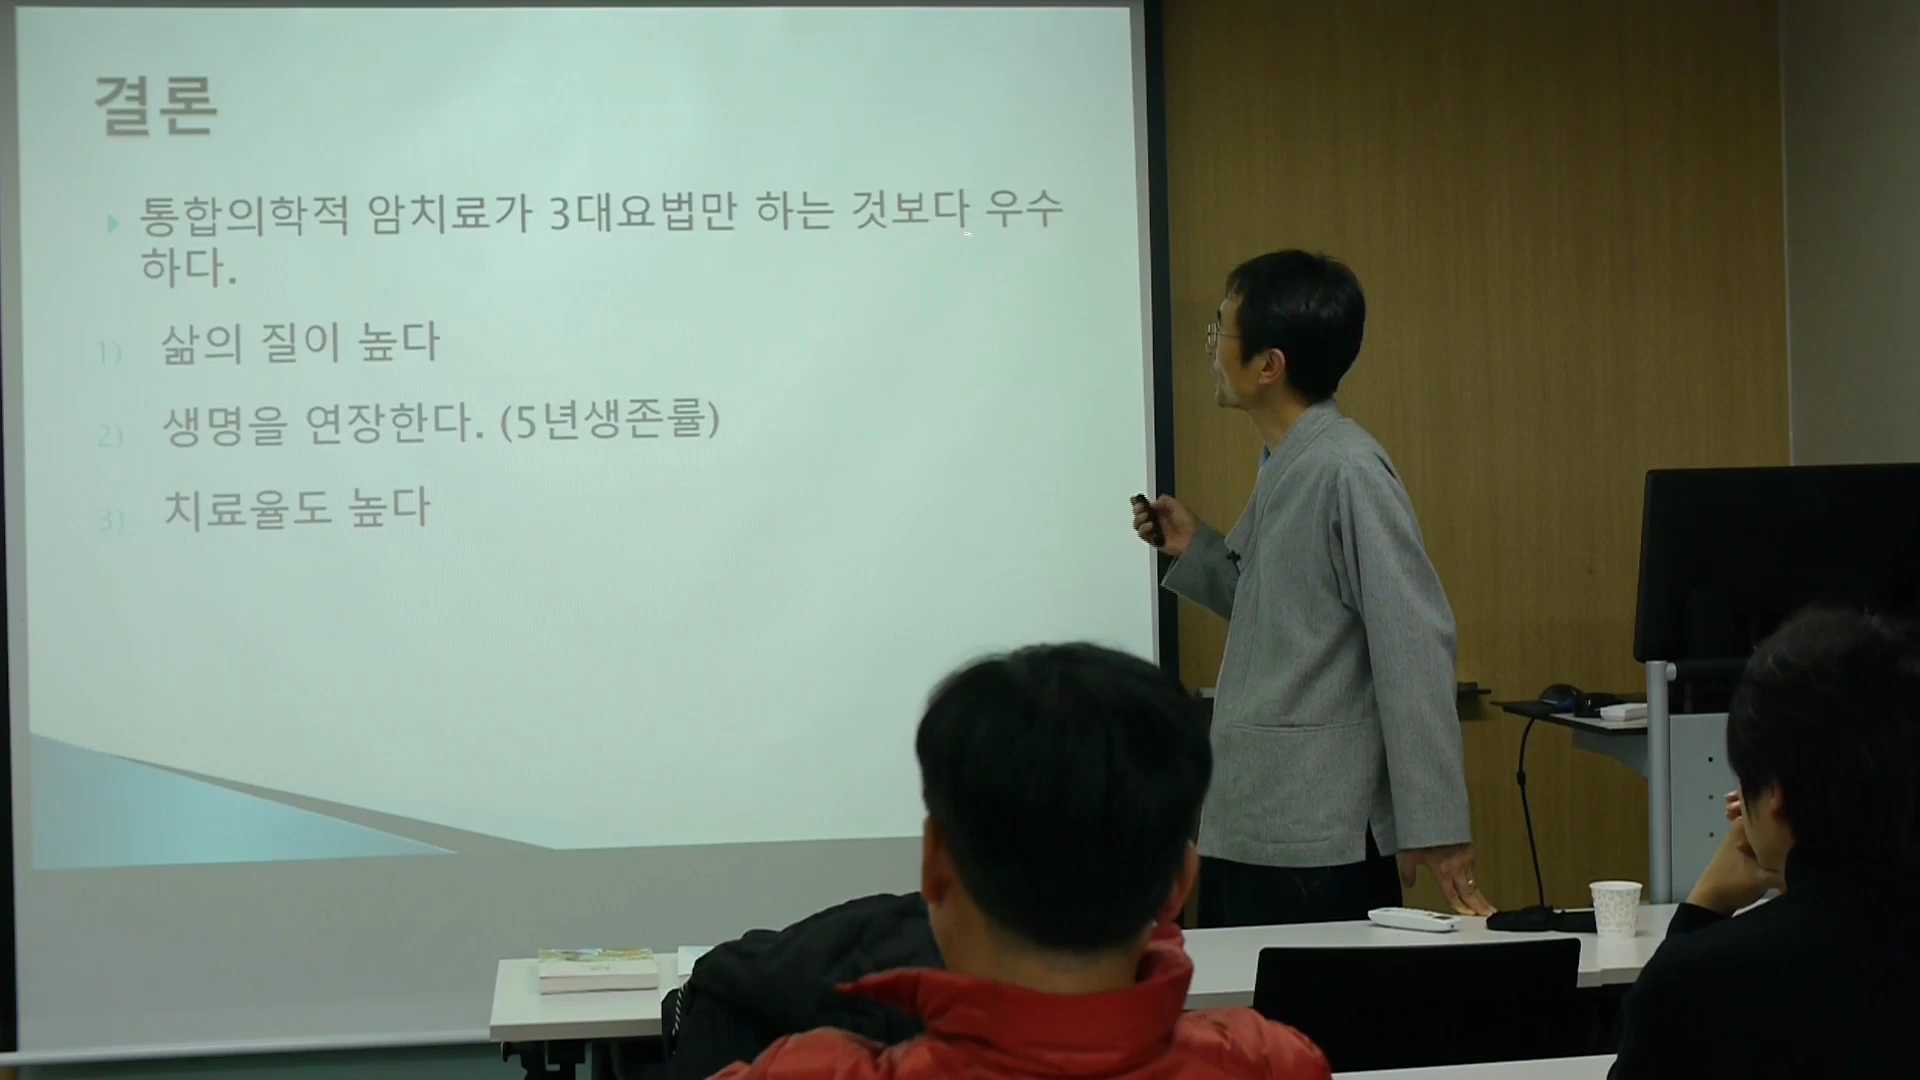 결론
통합의학적 암치료가 3대요법만 하는 것보다 우수
하다.
1) 삶의 질이 높다
2) 생명을 연장한다. (5년생존률)
3) 치료율도 높다